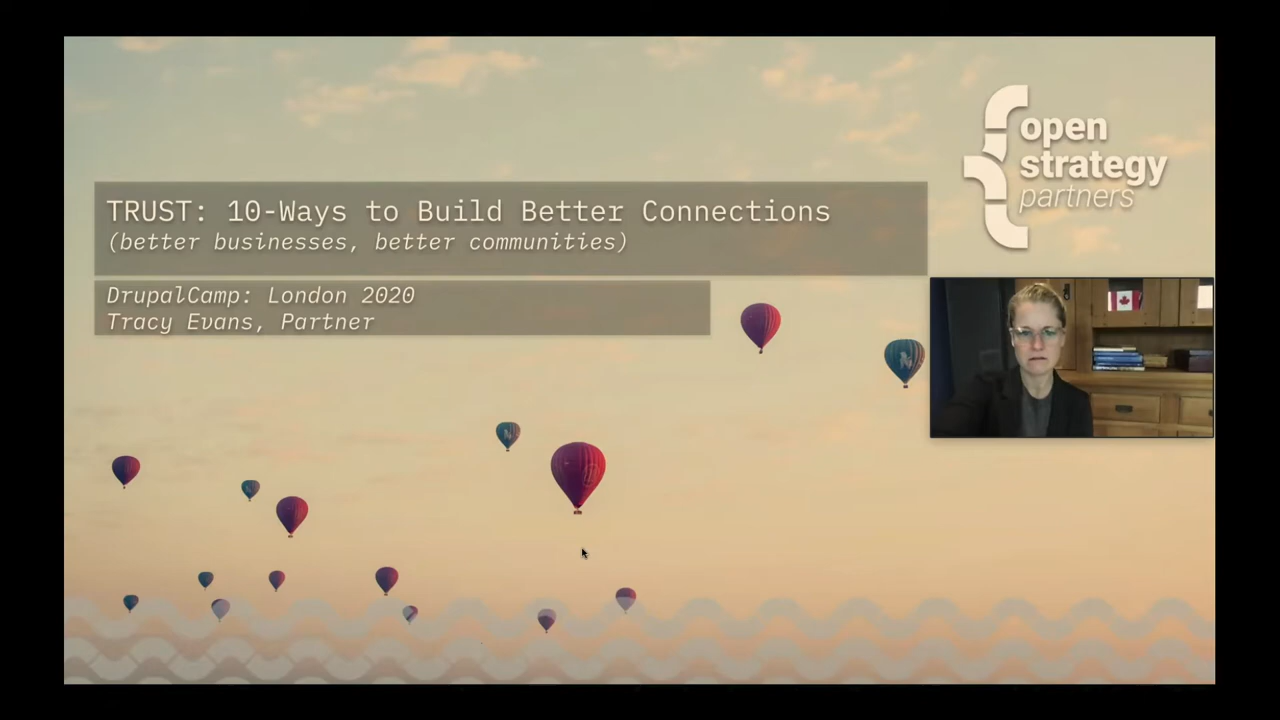 TRUST: 10-Ways to Build Better Connections
(better businesses, better communities)
DrupalCamp: London 2020
Tracy Evans, Partner
open
strategy
partners